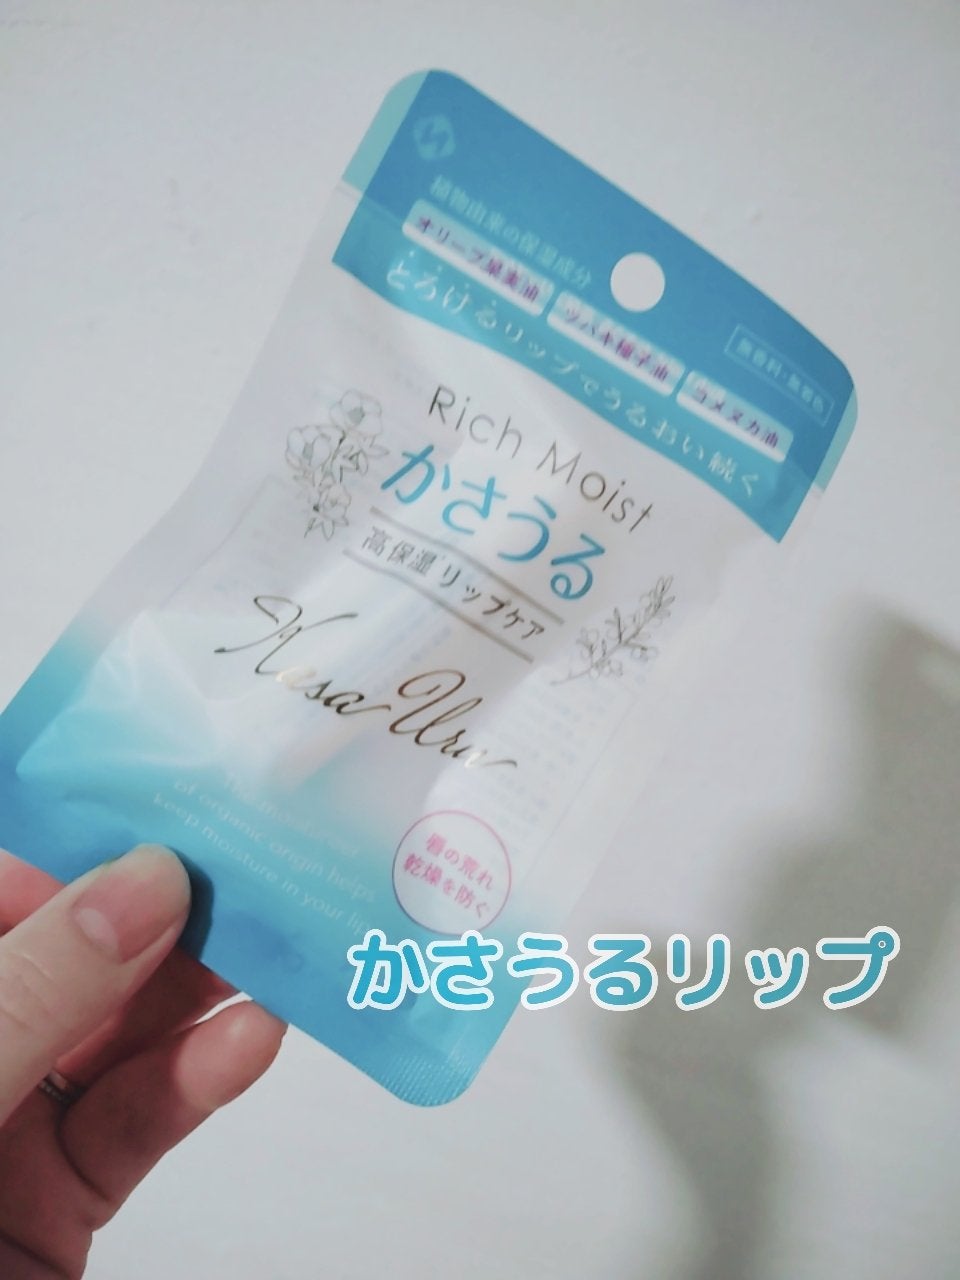 植物由来の保湿成分
オリーブ果実油 ツバキ種子油 コメヌカ油
無香料・無着色
とろけるリップでうるおい続く
Rich Moist
かさうる
高保湿リップケア
Kasa Uru
of organic origin helps
keep moisture in your lip
唇の荒れ
乾燥を防ぐ
かさうるリップ